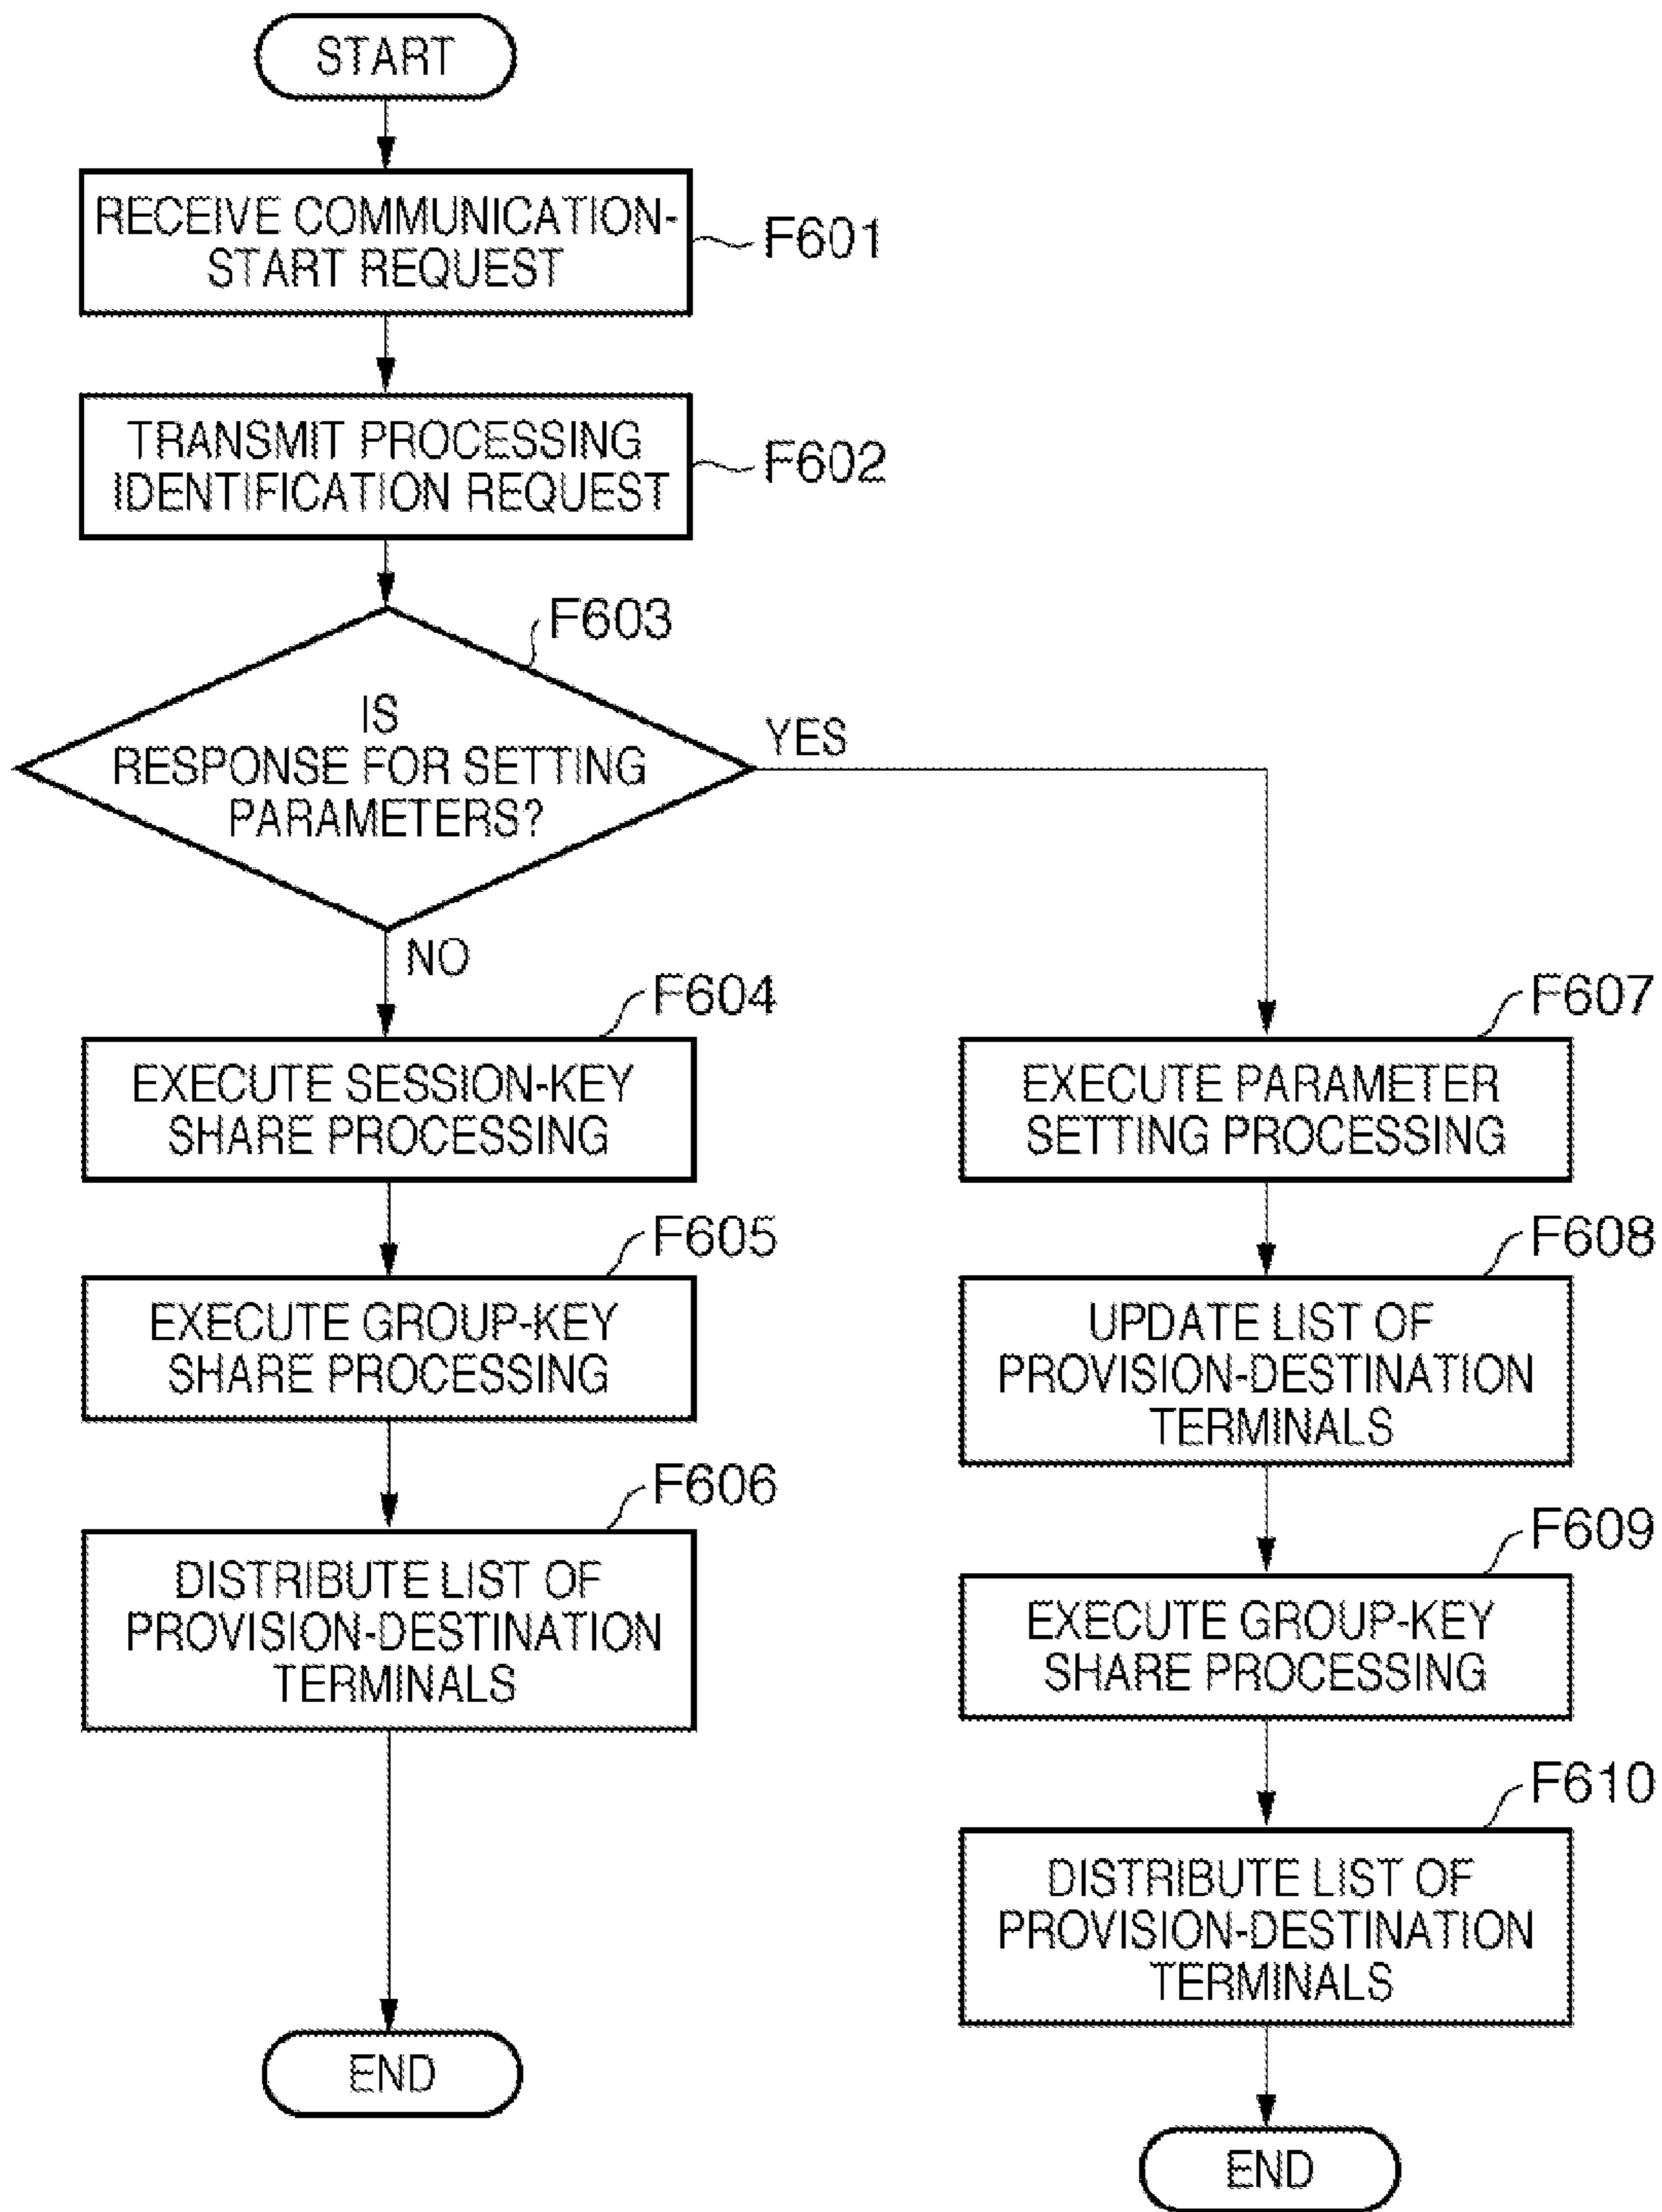 START
RECEIVE COMMUNICATION-
START REQUEST
F601
TRANSMIT PROCESSING
IDENTIFICATION REQUEST
F602
F603
IS
RESPONSE FOR SETTING
PARAMETERS?
YES
NO
F604
EXECUTE SESSION-KEY
SHARE PROCESSING
F605
EXECUTE GROUP-KEY
SHARE PROCESSING
F606
DISTRIBUTE LIST OF
PROVISION-DESTINATION
TERMINALS
END
F607
EXECUTE PARAMETER
SETTING PROCESSING
F608
UPDATE LIST OF
PROVISION-DESTINATION
TERMINALS
F609
EXECUTE GROUP-KEY
SHARE PROCESSING
F610
DISTRIBUTE LIST OF
PROVISION-DESTINATION
TERMINALS
END